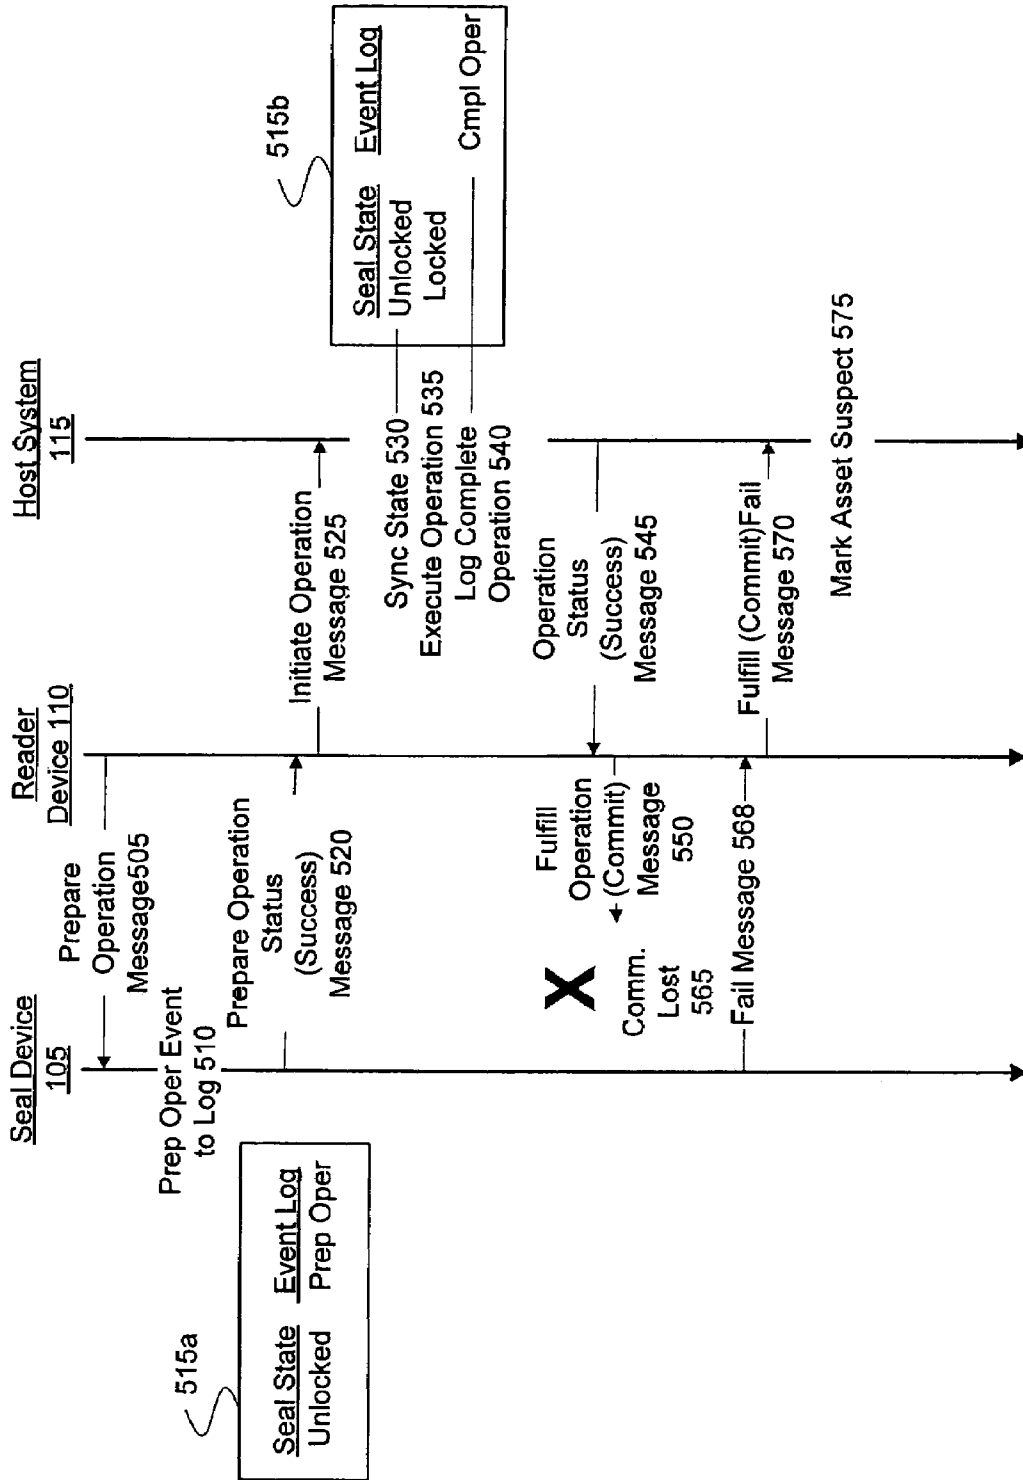 Seal Device
105
Reader
Device 110
Host System
115
Prepare
Operation
Message505
Prep Oper Event
to Log 510
515a
Seal State Event Log
Unlocked Prep Oper
Prepare Operation
Status
(Success)
Message 520
Initiate Operation
Message 525
515b
Seal State Event Log
Unlocked
Locked
Cmpl Oper
Sync State 530
Execute Operation 535
Log Complete
Operation 540
Operation
Status
(Success)
Message 545
Fulfill
Operation
(Commit)
Message
550
X
Comm.
Lost
565
Fail Message 568
Fulfill (Commit)Fail
Message 570
Mark Asset Suspect 575